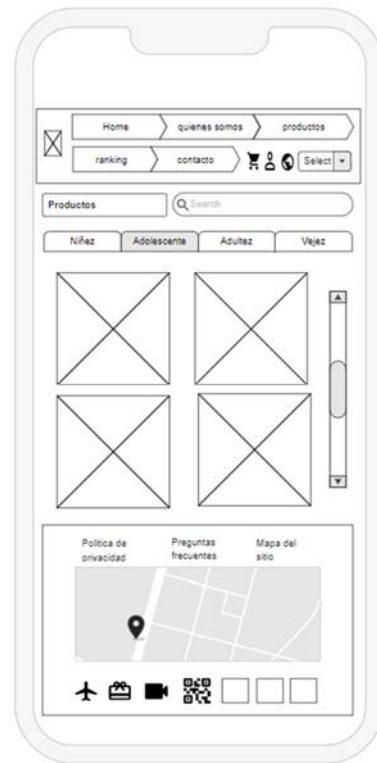 Home quienes somos productos
ranking contacto Select
Productos Search
Niñez Adolescente Adultez Vejez
Politica de Preguntas Mapa del
privacidad frecuentes sitio